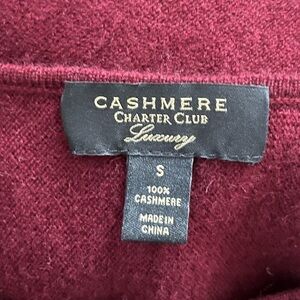 CASHMERE
CHARTER CLUB
Luxury
S
100%
CASHMERE
MADE IN
CHINA